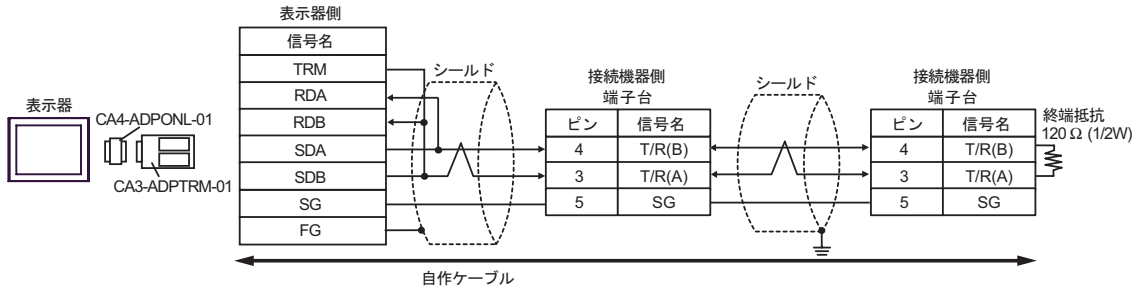 表示器
CA4-ADPONL-01
CA3-ADPTRM-01
表示器側
信号名
TRM
RDA
RDB
SDA
SDB
SG
FG
シールド
接続機器側
端子台
ピン 信号名
4 T/R(B)
3 T/R(A)
5 SG
シールド
接続機器側
端子台
ピン 信号名
4 T/R(B)
3 T/R(A)
5 SG
終端抵抗
120 Ω (1/2W)
自作ケーブル